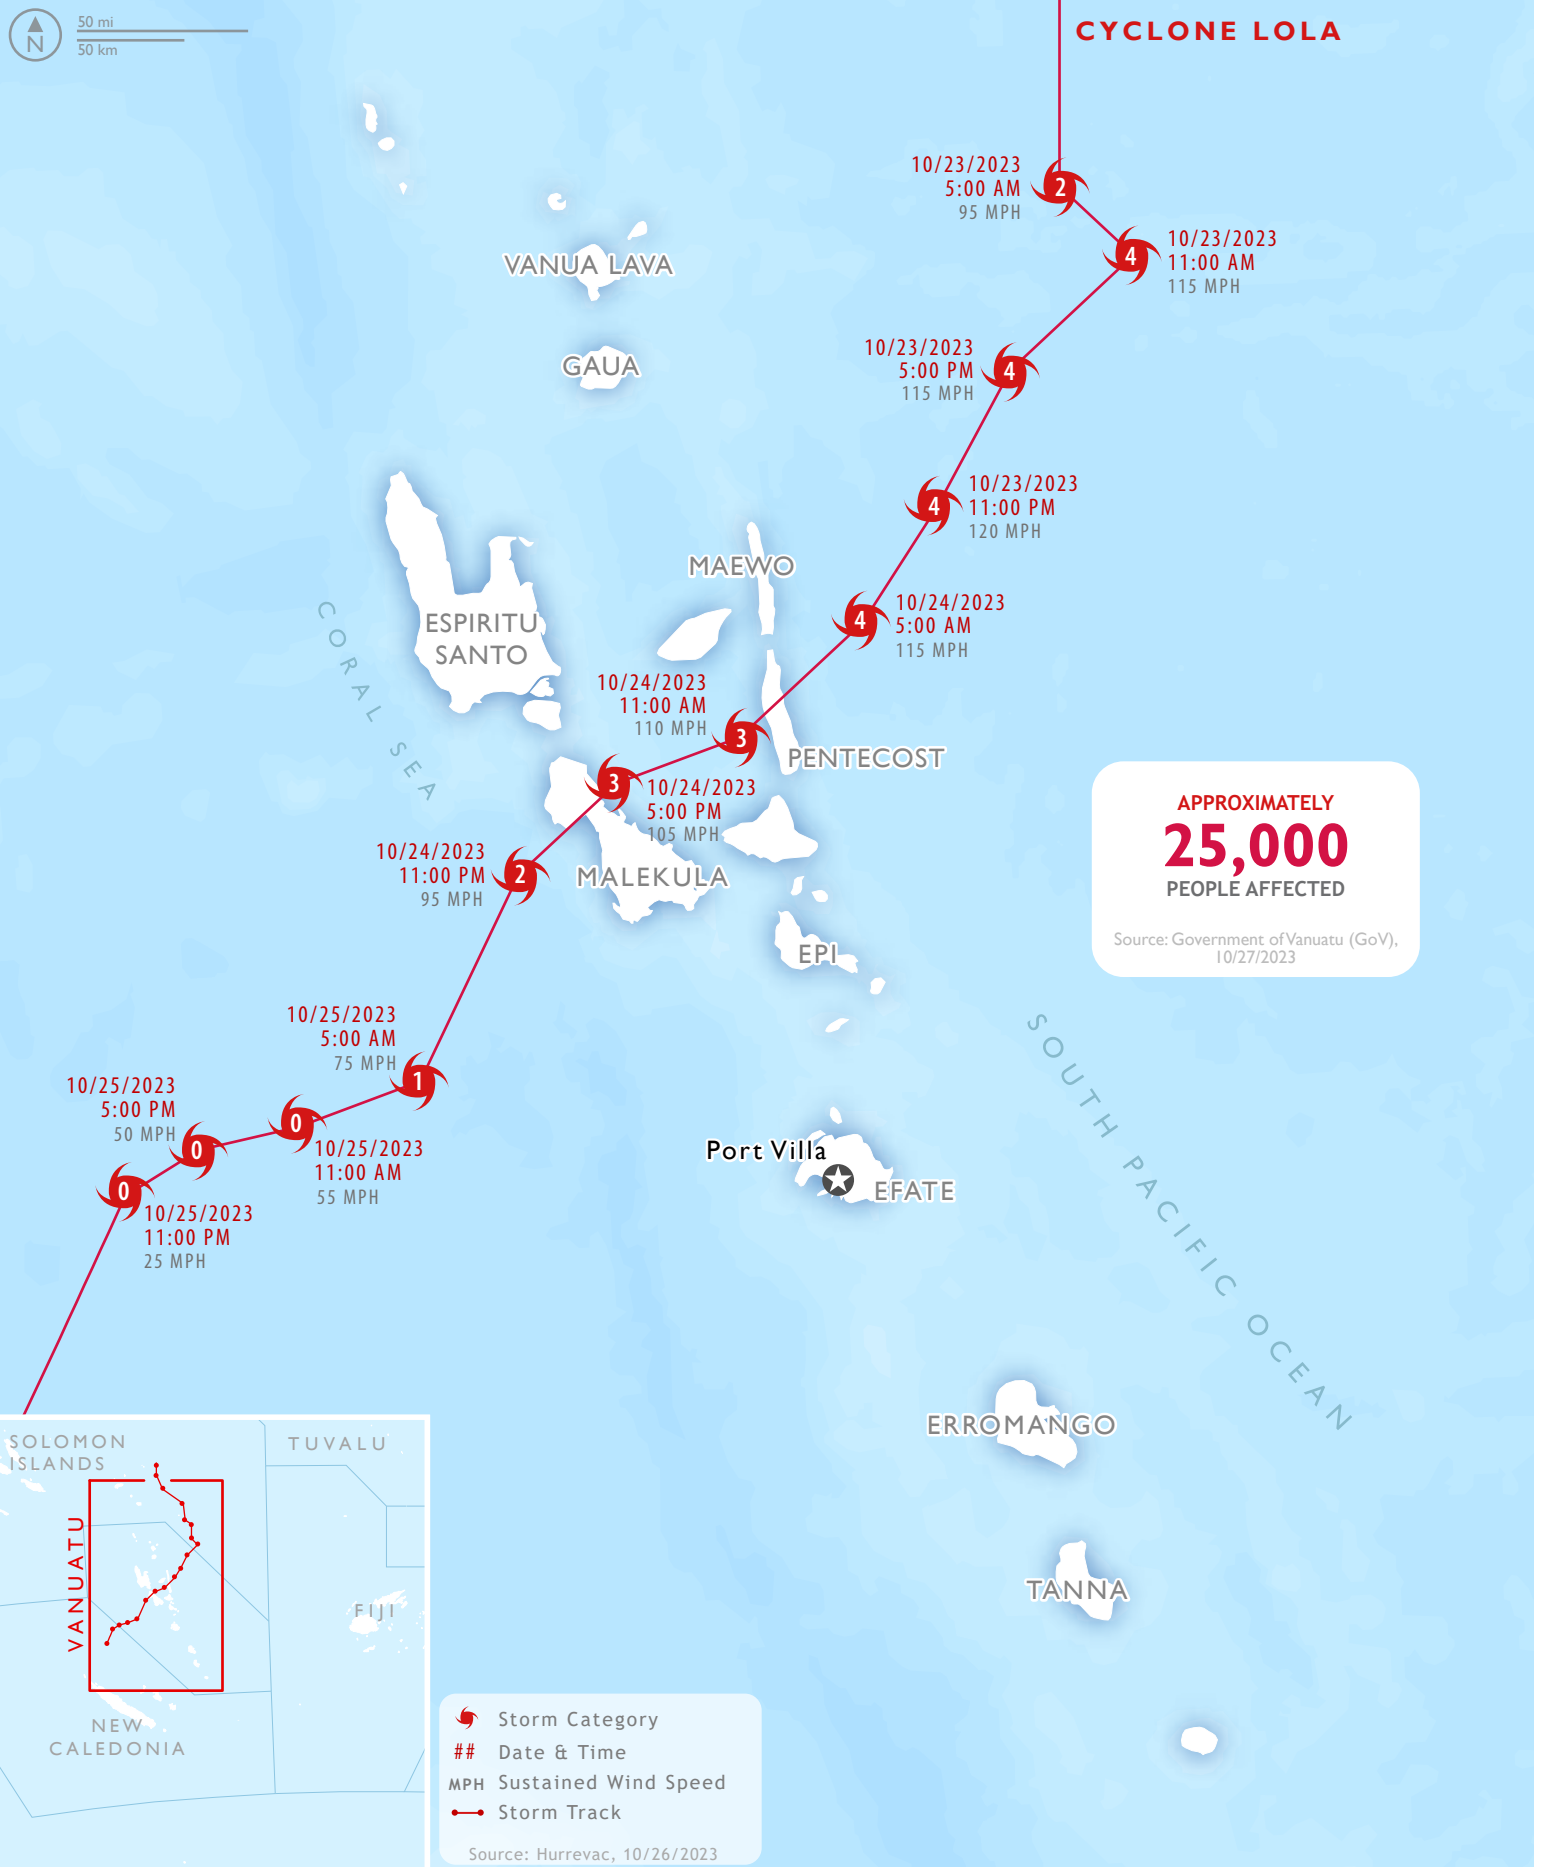 N
50 mi
50 km
CYCLONE LOLA
10/23/2023
5:00 AM
95 MPH
2
4
10/23/2023
11:00 AM
115 MPH
VANUA LAVA
GAUA
10/23/2023
5:00 PM
115 MPH
4
4
10/23/2023
11:00 PM
120 MPH
MAEWO
ESPIRITU
SANTO
4
10/24/2023
5:00 AM
115 MPH
CORAL SEA
10/24/2023
11:00 AM
110 MPH
3
PENTECOST
3
10/24/2023
5:00 PM
105 MPH
APPROXIMATELY
25,000
PEOPLE AFFECTED
Source: Government of Vanuatu (GoV),
10/27/2023
10/24/2023
11:00 PM
95 MPH
2
MALEKULA
EPI
10/25/2023
5:00 AM
75 MPH
1
SOUTH PACIFIC OCEAN
10/25/2023
5:00 PM
50 MPH
0
0
10/25/2023
11:00 AM
55 MPH
0
10/25/2023
11:00 PM
25 MPH
Port Villa
EFATE
ERROMANGO
TANNA
SOLOMON
ISLANDS
TUVALU
VANUATU
FIJI
NEW
CALEDONIA
Storm Category
## Date & Time
MPH Sustained Wind Speed
Storm Track
Source: Hurrevac, 10/26/2023